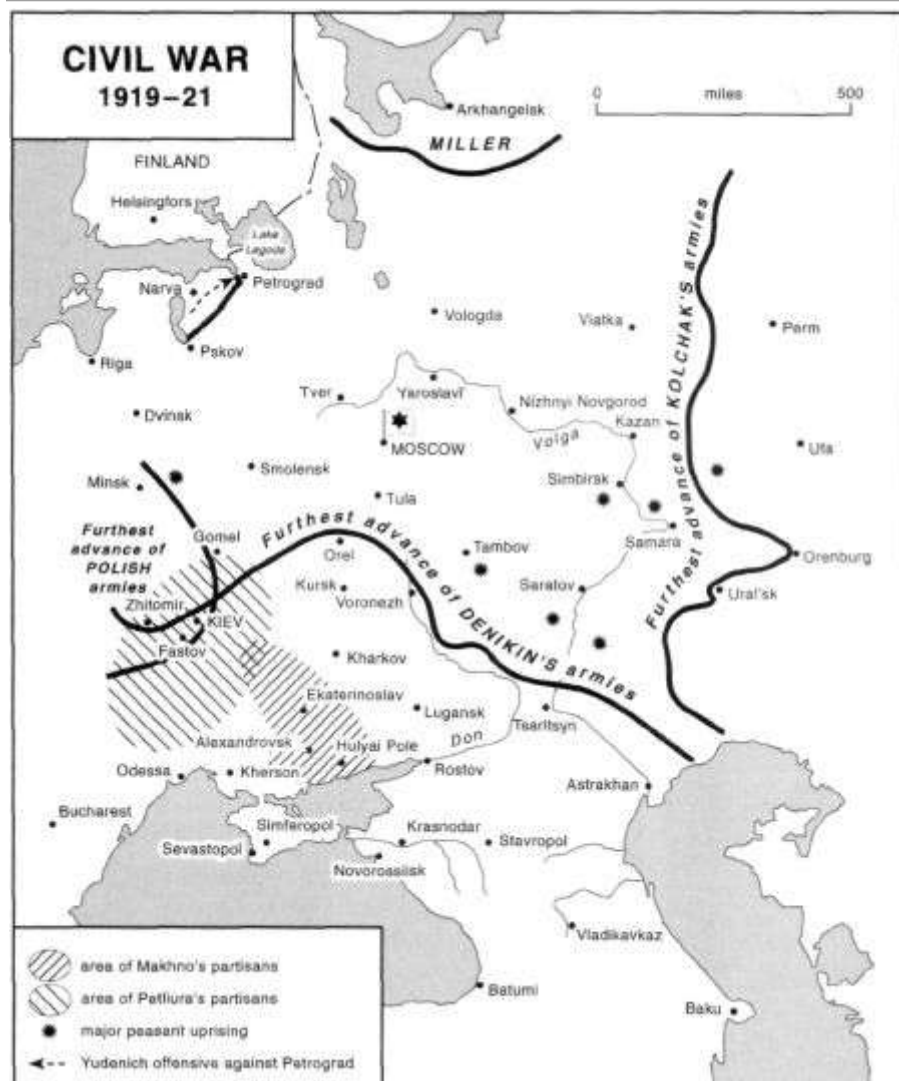 CIVIL WAR
1919–21
0 miles 500
Arkhangelsk
MILLER
FINLAND
Helsingfors
Lake
Lagoda
Petrograd
Narva
Pskov
Riga
Vologda
Viatka
Perm
Tver
Yaroslavl
Nizhnyi Novgorod
Volga
Kazan
Dvinsk
MOSCOW
Ufa
Smolensk
Minsk
Simbirsk
Tula
Furthest
advance of
POLISH
armies
Gomel
Furthest advance of DENIKIN'S armies
Furthest advance of KOLCHAK'S armies
Orel
Tambov
Samara
Orenburg
Kursk
Voronezh
Saratov
Ural'sk
Zhitomir
KIEV
Fastov
Kharkov
Ekaterinoslav
Lugansk
Tsaritsyn
Alexandrovsk
Hulyai Pole
Don
Odessa
Kherson
Rostov
Astrakhan
Bucharest
Simferopol
Krasnodar
Stavropol
Sevastopol
Novorossiisk
Vladikavkaz
Batumi
Baku
area of Makhno's partisans
area of Petliura's partisans
major peasant uprising
Yudenich offensive against Petrograd